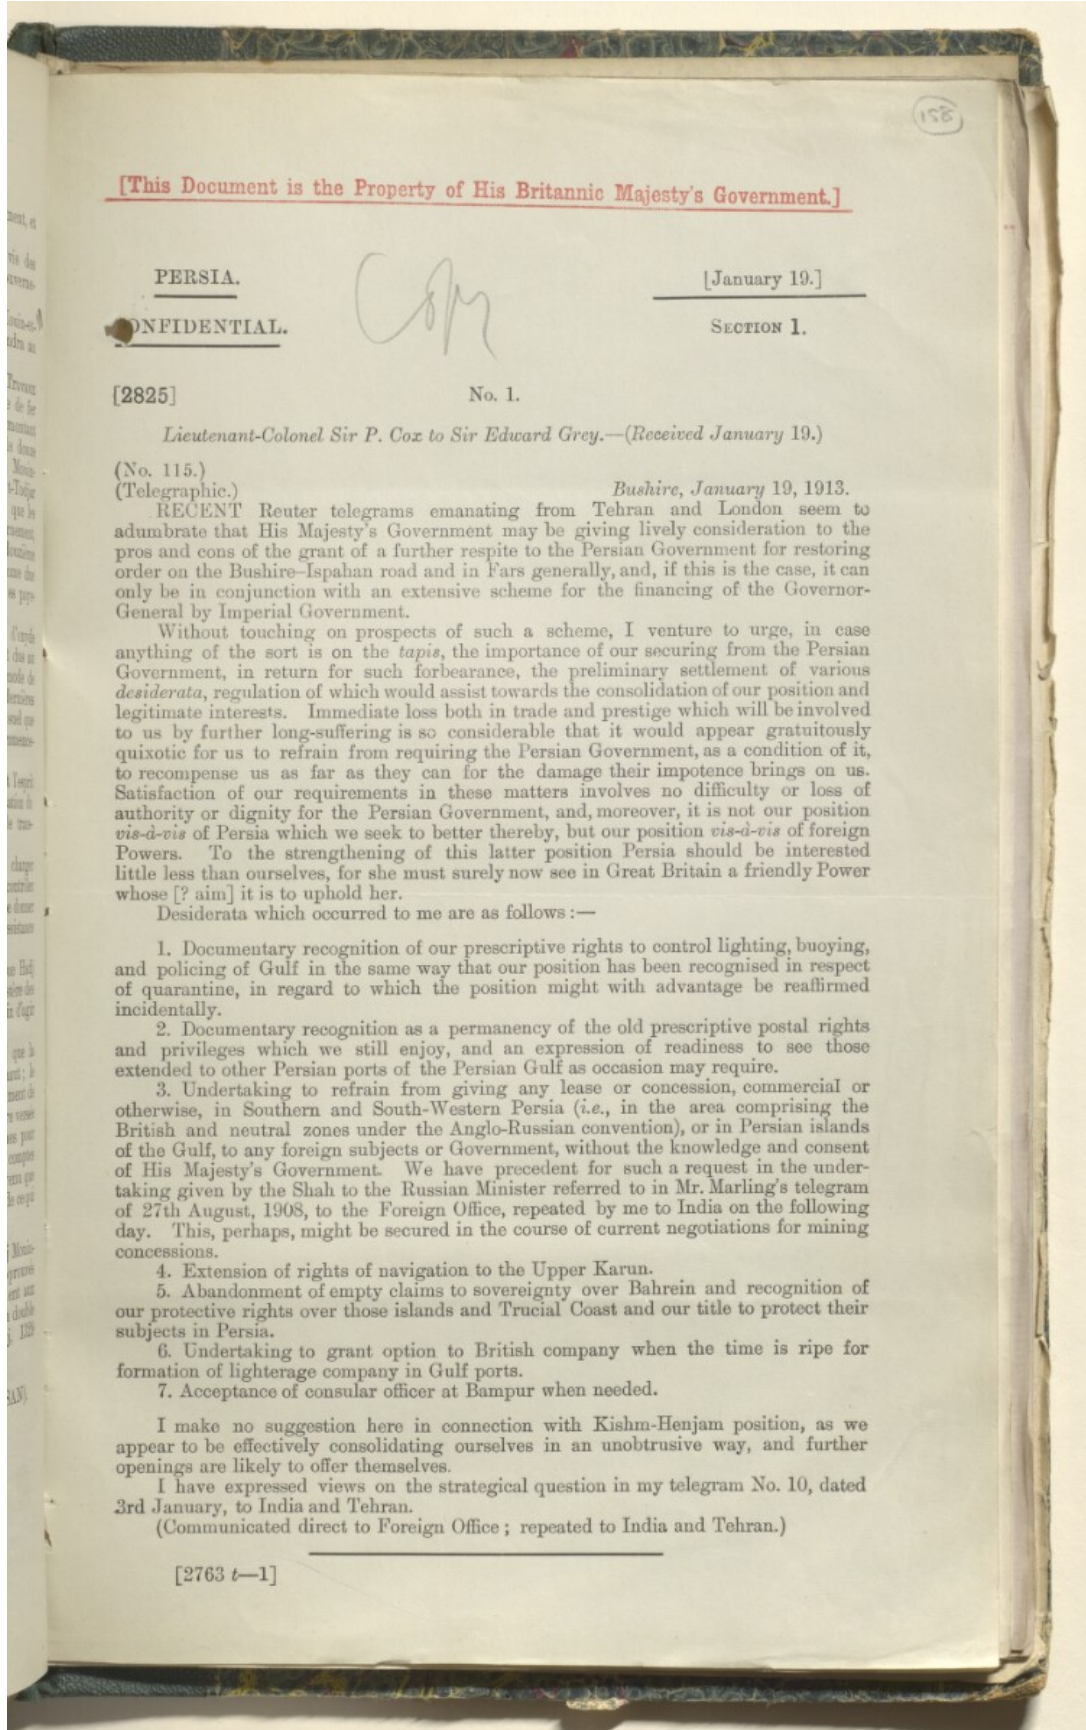 158
[This Document is the Property of His Britannic Majesty's Government.]
PERSIA.
[January 19.]
Copy
ONFIDENTIAL.
SECTION 1.
[2825]
No. 1.
Lieutenant-Colonel Sir P. Cox to Sir Edward Grey.—(Received January 19.)
(No. 115.)
(Telegraphic.) Bushire, January 19, 1913.
RECENT Reuter telegrams emanating from Tehran and London seem to
adumbrate that His Majesty's Government may be giving lively consideration to the
pros and cons of the grant of a further respite to the Persian Government for restoring
order on the Bushire–Ispahan road and in Fars generally, and, if this is the case, it can
only be in conjunction with an extensive scheme for the financing of the Governor-
General by Imperial Government.
Without touching on prospects of such a scheme, I venture to urge, in case
anything of the sort is on the tapis, the importance of our securing from the Persian
Government, in return for such forbearance, the preliminary settlement of various
desiderata, regulation of which would assist towards the consolidation of our position and
legitimate interests. Immediate loss both in trade and prestige which will be involved
to us by further long-suffering is so considerable that it would appear gratuitously
quixotic for us to refrain from requiring the Persian Government, as a condition of it,
to recompense us as far as they can for the damage their impotence brings on us.
Satisfaction of our requirements in these matters involves no difficulty or loss of
authority or dignity for the Persian Government, and, moreover, it is not our position
vis-à-vis of Persia which we seek to better thereby, but our position vis-à-vis of foreign
Powers. To the strengthening of this latter position Persia should be interested
little less than ourselves, for she must surely now see in Great Britain a friendly Power
whose [? aim] it is to uphold her.
Desiderata which occurred to me are as follows :—
1. Documentary recognition of our prescriptive rights to control lighting, buoying,
and policing of Gulf in the same way that our position has been recognised in respect
of quarantine, in regard to which the position might with advantage be reaffirmed
incidentally.
2. Documentary recognition as a permanency of the old prescriptive postal rights
and privileges which we still enjoy, and an expression of readiness to see those
extended to other Persian ports of the Persian Gulf as occasion may require.
3. Undertaking to refrain from giving any lease or concession, commercial or
otherwise, in Southern and South-Western Persia (i.e., in the area comprising the
British and neutral zones under the Anglo-Russian convention), or in Persian islands
of the Gulf, to any foreign subjects or Government, without the knowledge and consent
of His Majesty's Government. We have precedent for such a request in the under-
taking given by the Shah to the Russian Minister referred to in Mr. Marling's telegram
of 27th August, 1908, to the Foreign Office, repeated by me to India on the following
day. This, perhaps, might be secured in the course of current negotiations for mining
concessions.
4. Extension of rights of navigation to the Upper Karun.
5. Abandonment of empty claims to sovereignty over Bahrein and recognition of
our protective rights over those islands and Trucial Coast and our title to protect their
subjects in Persia.
6. Undertaking to grant option to British company when the time is ripe for
formation of lighterage company in Gulf ports.
7. Acceptance of consular officer at Bampur when needed.
I make no suggestion here in connection with Kishm-Henjam position, as we
appear to be effectively consolidating ourselves in an unobtrusive way, and further
openings are likely to offer themselves.
I have expressed views on the strategical question in my telegram No. 10, dated
3rd January, to India and Tehran.
(Communicated direct to Foreign Office ; repeated to India and Tehran.)
[2763 t—1]